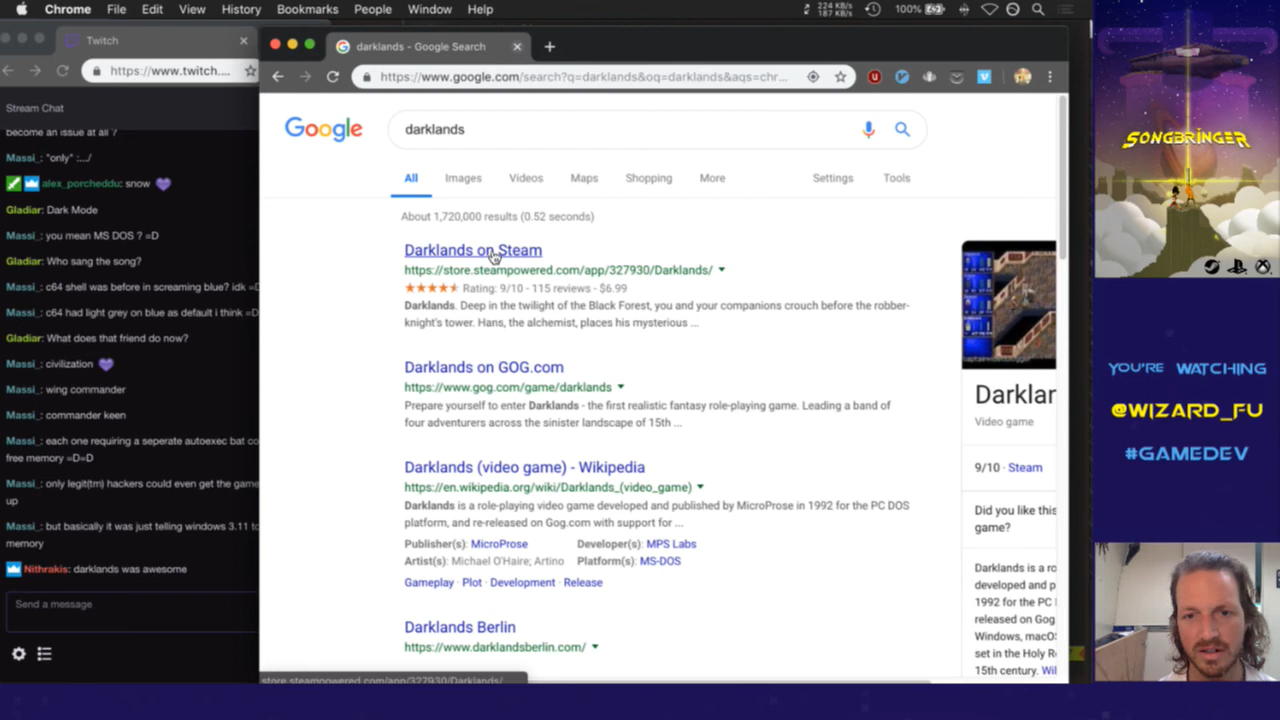 Chrome File Edit View History Bookmarks People Window Help
224 KB/s
187 KB/s
100%
Twitch
https://www.twitch....
Stream Chat
become an issue at all ?
Massi_: "only" :.../
alex_porcheddu: snow
Gladiar: Dark Mode
Massi_: you mean MS DOS ? =D
Gladiar: Who sang the song?
Massi_: c64 shell was before in screaming blue? idk =D
Massi_: c64 had light grey on blue as default i think =D
Gladiar: What does that friend do now?
Massi_: civilization
Massi_: wing commander
Massi_: commander keen
Massi_: each one requiring a seperate autoexec bat co
free memory =D=D
Massi_: only legit(tm) hackers could even get the game
up
Massi_: but basically it was just telling windows 3.11 to
memory
Nithrakis: darklands was awesome
Send a message
darklands - Google Search
https://www.google.com/search?q=darklands&oq=darklands&aqs=chr...
Google
darklands
All Images Videos Maps Shopping More Settings Tools
About 1,720,000 results (0.52 seconds)
Darklands on Steam
https://store.steampowered.com/app/327930/Darklands/
Rating: 9/10 - 115 reviews - $6.99
Darklands. Deep in the twilight of the Black Forest, you and your companions crouch before the robber-
knight's tower. Hans, the alchemist, places his mysterious ...
Darklands on GOG.com
https://www.gog.com/game/darklands
Prepare yourself to enter Darklands - the first realistic fantasy role-playing game. Leading a band of
four adventurers across the sinister landscape of 15th ...
Darklands (video game) - Wikipedia
https://en.wikipedia.org/wiki/Darklands_(video_game)
Darklands is a role-playing video game developed and published by MicroProse in 1992 for the PC DOS
platform, and re-released on Gog.com with support for ...
Publisher(s): MicroProse Developer(s): MPS Labs
Artist(s): Michael O'Haire; Artino Platform(s): MS-DOS
Gameplay · Plot · Development · Release
Darklands Berlin
https://www.darklandsberlin.com/
store.steampowered.com/app/327930/Darklands/
Darklan
Video game
9/10 · Steam
Did you like this
game?
Darklands is a ro
developed and p
1992 for the PC
released on Gog
Windows, macO
set in the Holy R
15th century. Wi
SONGBRINGER
YOU'RE WATCHING
@WIZARD_FU
#GAMEDEV